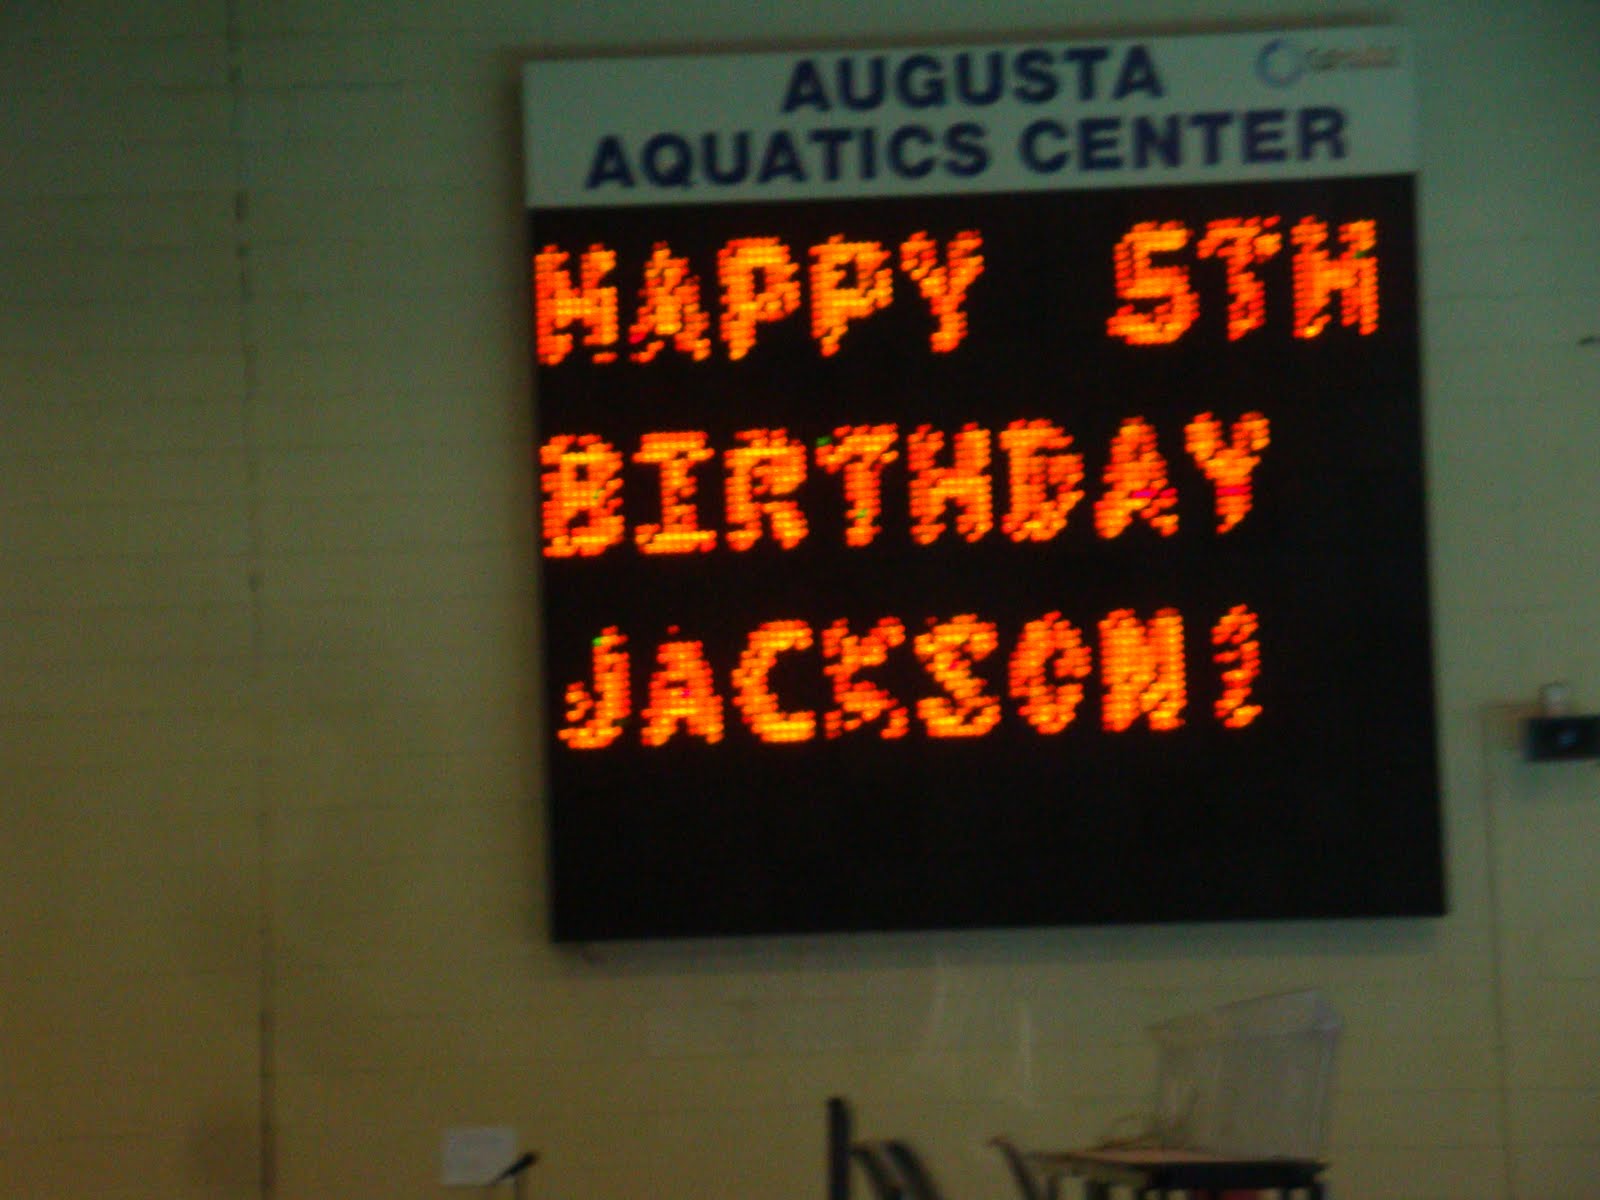 AUGUSTA
AQUATICS CENTER
HAPPY 5TH
BIRTHDAY
JACKSON!